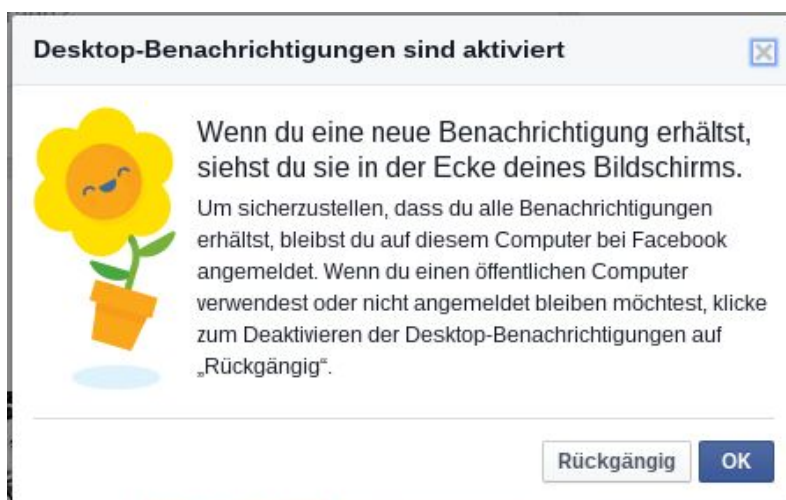 Desktop-Benachrichtigungen sind aktiviert
Wenn du eine neue Benachrichtigung erhältst,
siehst du sie in der Ecke deines Bildschirms.
Um sicherzustellen, dass du alle Benachrichtigungen
erhältst, bleibst du auf diesem Computer bei Facebook
angemeldet. Wenn du einen öffentlichen Computer
verwendest oder nicht angemeldet bleiben möchtest, klicke
zum Deaktivieren der Desktop-Benachrichtigungen auf
„Rückgängig“.
Rückgängig OK